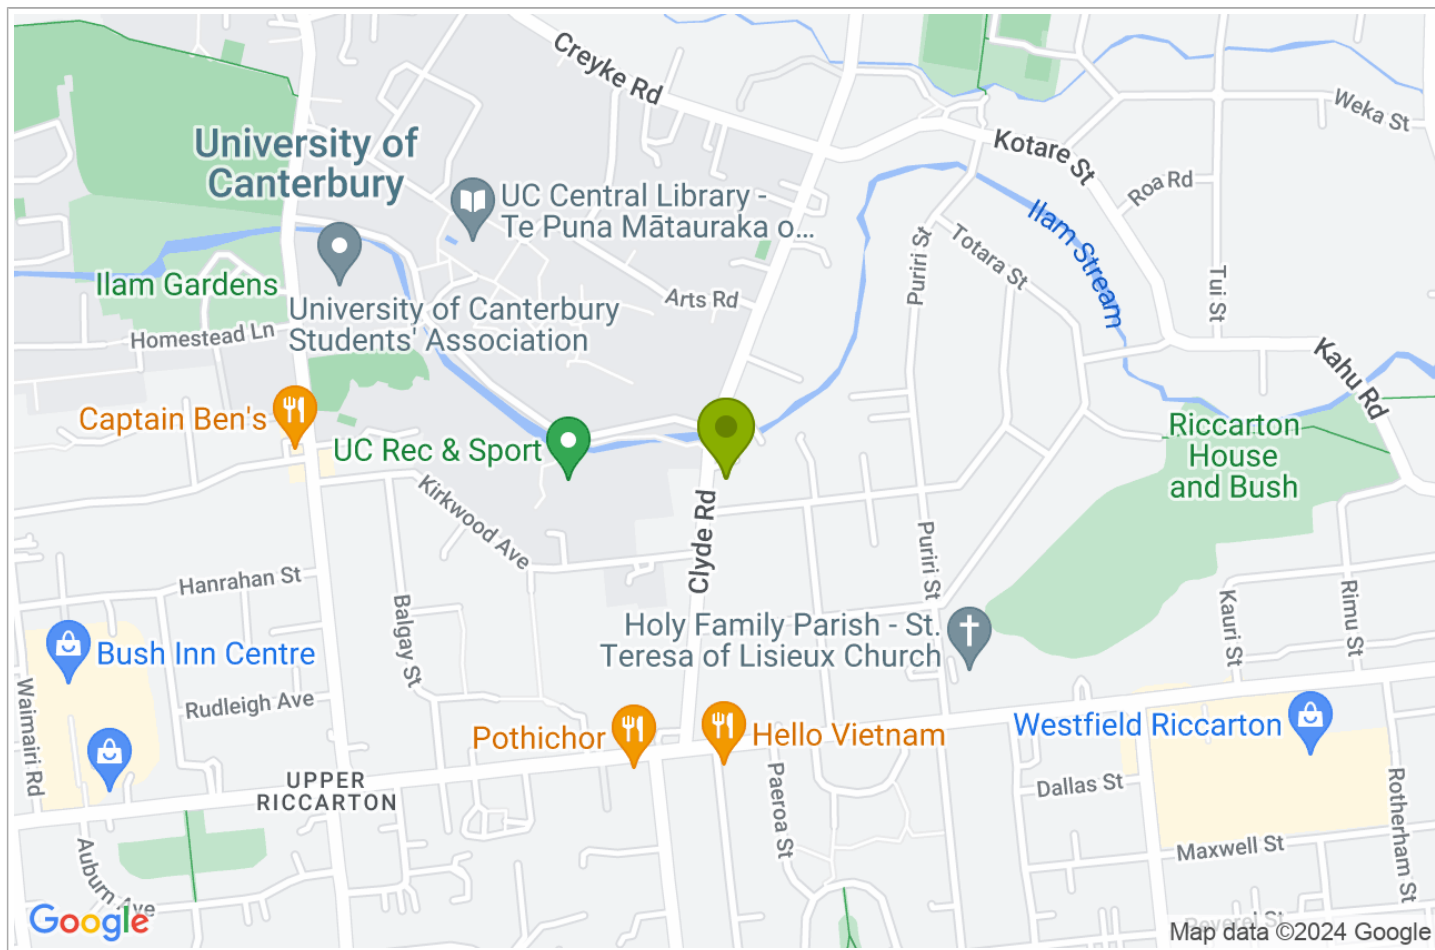 Creyke Rd
Weka St
University of
Canterbury
Kotare St
UC Central Library -
Te Puna Mātauraka o...
Roa Rd
Ilam Stream
Puriri St
Totara St
Ilam Gardens
Arts Rd
Tui St
University of Canterbury
Students' Association
Homestead Ln
Kahu Rd
Captain Ben's
UC Rec & Sport
Riccarton
House
and Bush
Kirkwood Ave
Clyde Rd
Puriri St
Hanrahan St
Balgay St
Kauri St
Rimu St
Holy Family Parish - St.
Teresa of Lisieux Church
Bush Inn Centre
Waimairi Rd
Rudleigh Ave
Pothichor
Hello Vietnam
Westfield Riccarton
UPPER
RICCARTON
Paeroa St
Dallas St
Rotherham St
Maxwell St
Auburn Ave
Google
Map data ©2024 Google